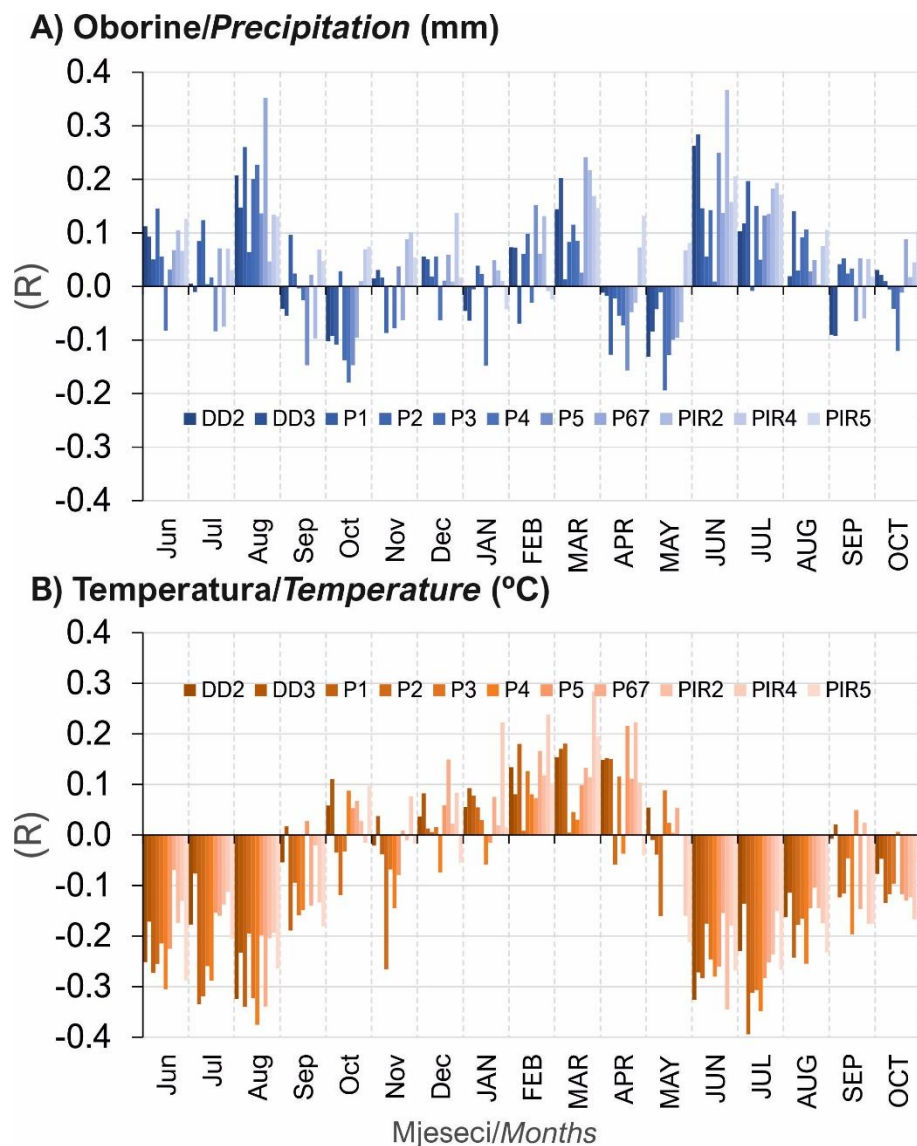 A) Oborine/Precipitation (mm)
0.4
0.3
0.2
0.1
0.0
-0.1
-0.2
-0.3
-0.4
(R)
DD2 DD3 P1 P2 P3 P4 P5 P67 PIR2 PIR4 PIR5
Jun Jul Aug Sep Oct Nov Dec JAN FEB MAR APR MAY JUN JUL AUG SEP OCT
B) Temperatura/Temperature (ºC)
0.4
0.3
0.2
0.1
0.0
-0.1
-0.2
-0.3
-0.4
(R)
DD2 DD3 P1 P2 P3 P4 P5 P67 PIR2 PIR4 PIR5
Jun Jul Aug Sep Oct Nov Dec JAN FEB MAR APR MAY JUN JUL AUG SEP OCT
Mjeseci/Months